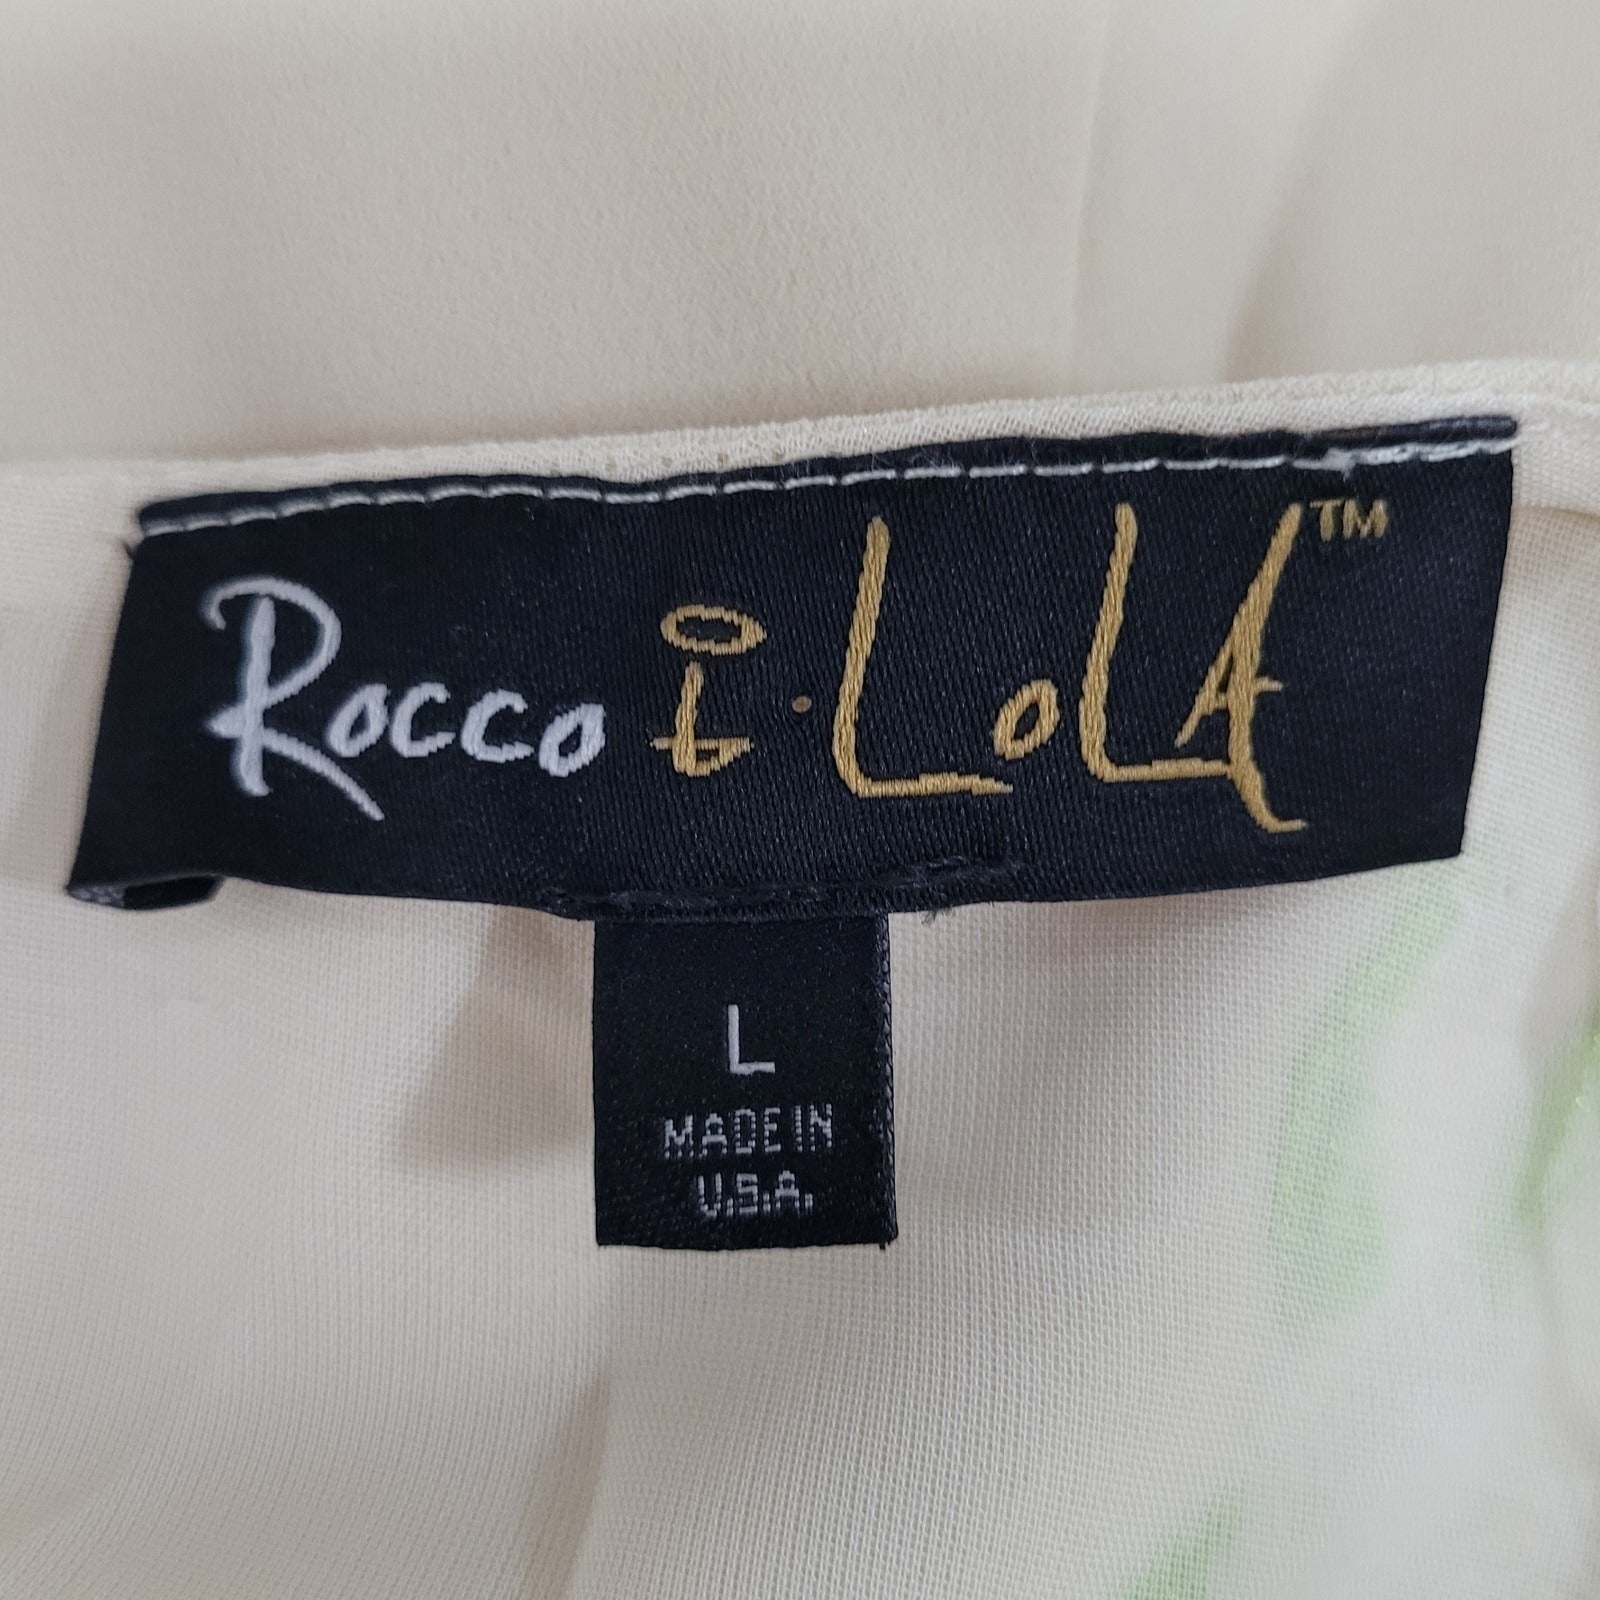 Rocco i·LoLA™
L
MADE IN
U.S.A.